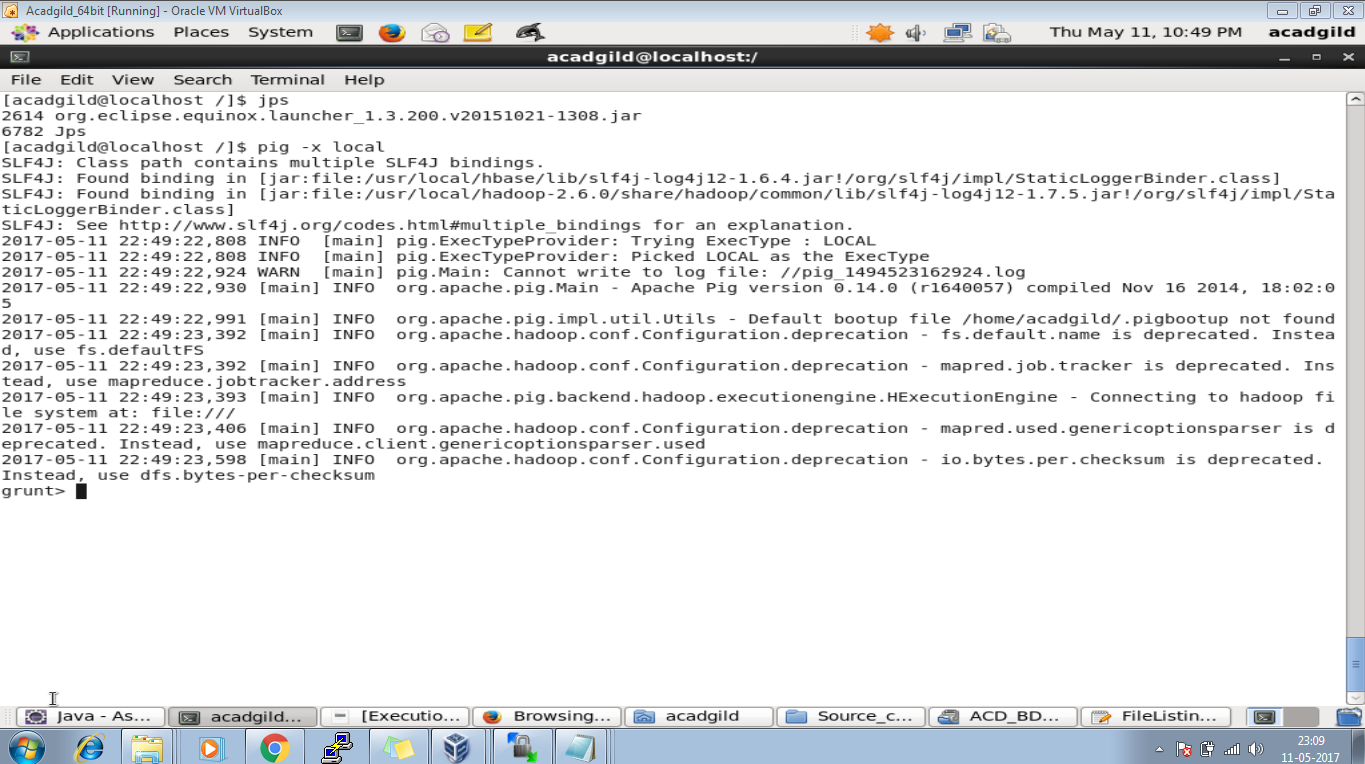 Acadgild_64bit [Running] - Oracle VM VirtualBox
Applications Places System Thu May 11, 10:49 PM acadgild
acadgild@localhost:/
File Edit View Search Terminal Help
[acadgild@localhost /]$ jps
2614 org.eclipse.equinox.launcher_1.3.200.v20151021-1308.jar
6782 Jps
[acadgild@localhost /]$ pig -x local
SLF4J: Class path contains multiple SLF4J bindings.
SLF4J: Found binding in [jar:file:/usr/local/hbase/lib/slf4j-log4j12-1.6.4.jar!/org/slf4j/impl/StaticLoggerBinder.class]
SLF4J: Found binding in [jar:file:/usr/local/hadoop-2.6.0/share/hadoop/common/lib/slf4j-log4j12-1.7.5.jar!/org/slf4j/impl/Sta
ticLoggerBinder.class]
SLF4J: See http://www.slf4j.org/codes.html#multiple_bindings for an explanation.
2017-05-11 22:49:22,808 INFO  [main] pig.ExecTypeProvider: Trying ExecType : LOCAL
2017-05-11 22:49:22,808 INFO  [main] pig.ExecTypeProvider: Picked LOCAL as the ExecType
2017-05-11 22:49:22,924 WARN  [main] pig.Main: Cannot write to log file: //pig_1494523162924.log
2017-05-11 22:49:22,930 [main] INFO  org.apache.pig.Main - Apache Pig version 0.14.0 (r1640057) compiled Nov 16 2014, 18:02:0
5
2017-05-11 22:49:22,991 [main] INFO  org.apache.pig.impl.util.Utils - Default bootup file /home/acadgild/.pigbootup not found
2017-05-11 22:49:23,392 [main] INFO  org.apache.hadoop.conf.Configuration.deprecation - fs.default.name is deprecated. Instea
d, use fs.defaultFS
2017-05-11 22:49:23,392 [main] INFO  org.apache.hadoop.conf.Configuration.deprecation - mapred.job.tracker is deprecated. Ins
tead, use mapreduce.jobtracker.address
2017-05-11 22:49:23,393 [main] INFO  org.apache.pig.backend.hadoop.executionengine.HExecutionEngine - Connecting to hadoop fi
le system at: file:///
2017-05-11 22:49:23,406 [main] INFO  org.apache.hadoop.conf.Configuration.deprecation - mapred.used.genericoptionsparser is d
eprecated. Instead, use mapreduce.client.genericoptionsparser.used
2017-05-11 22:49:23,598 [main] INFO  org.apache.hadoop.conf.Configuration.deprecation - io.bytes.per.checksum is deprecated.
Instead, use dfs.bytes-per-checksum
grunt>
Java - As... acadgild... [Executio... Browsing... acadgild Source_c... ACD_BD... FileListin...
23:09
11-05-2017